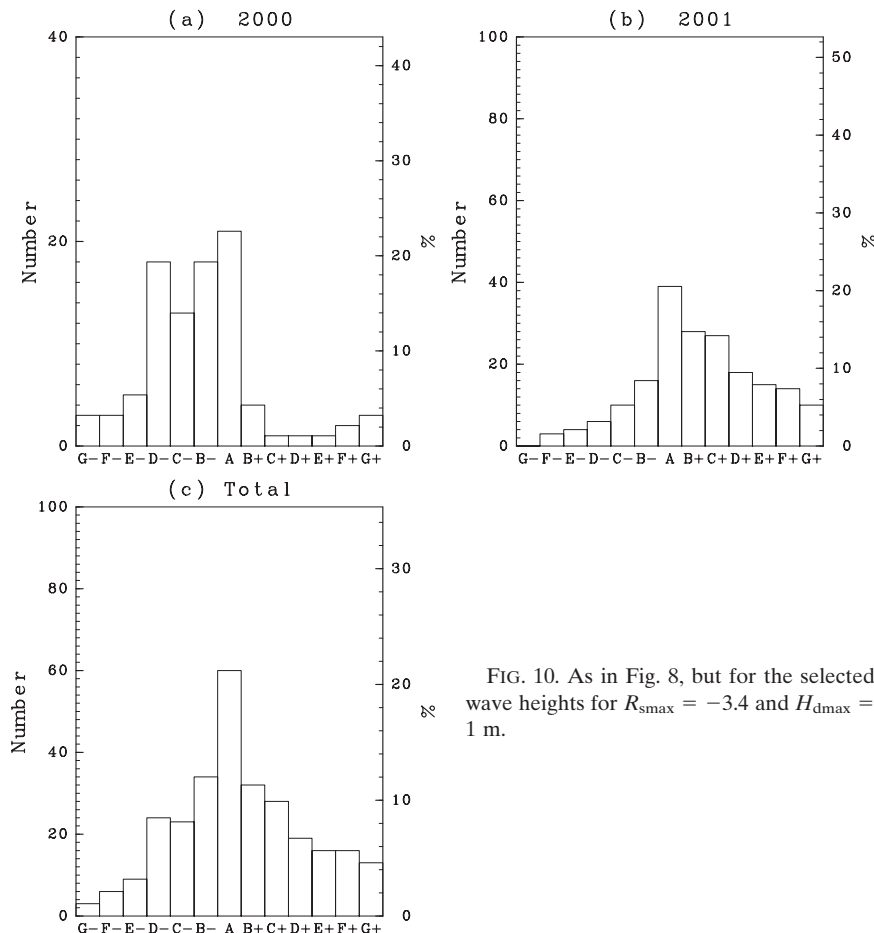 (a) 2000
40
20
0
Number
40
30
20
10
0
%
G− F− E− D− C− B− A B+ C+ D+ E+ F+ G+
(b) 2001
100
80
60
40
20
0
Number
50
40
30
20
10
0
%
G− F− E− D− C− B− A B+ C+ D+ E+ F+ G+
(c) Total
100
80
60
40
20
0
Number
30
20
10
0
%
G− F− E− D− C− B− A B+ C+ D+ E+ F+ G+
FIG. 10. As in Fig. 8, but for the selected
wave heights for Rsmax = −3.4 and Hdmax =
1 m.